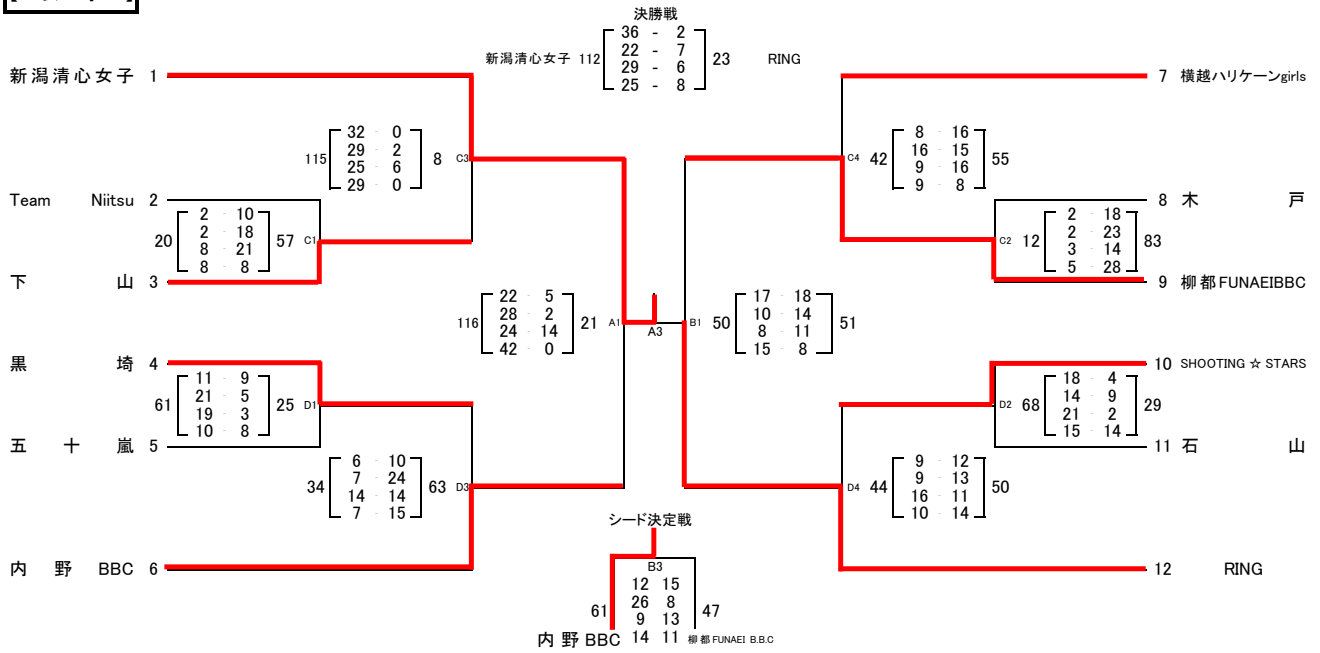 決勝戦
新潟清心女子 112 36 - 2 23 RING
22 - 7
29 - 6
25 - 8
新潟清心女子 1
7 横越ハリケーンgirls
115 32 - 0 8 C3
29 - 2
25 - 6
29 - 0
C4 42 8 - 16 55
16 - 15
9 - 16
9 - 8
Team Niitsu 2
8 木戸
20 2 - 10 57 C1
2 - 18
8 - 21
8 - 8
C2 12 2 - 18 83
2 - 23
3 - 14
5 - 28
下山 3
9 柳都FUNAEIBBC
116 22 - 5 21 A1
28 - 2
24 - 14
42 - 0
A3
B1 50 17 - 18 51
10 - 14
8 - 11
15 - 8
黒埼 4
10 SHOOTING ☆ STARS
61 11 - 9 25 D1
21 - 5
19 - 3
10 - 8
D2 68 18 - 4 29
14 - 9
21 - 2
15 - 14
五十嵐 5
11 石山
34 6 - 10 63 D3
7 - 24
14 - 14
7 - 15
D4 44 9 - 12 50
9 - 13
16 - 11
10 - 14
内野 BBC 6
12 RING
シード決定戦
B3
61 12 15 47
26 8
9 13
14 11
内野BBC 柳都FUNAEI B.B.C